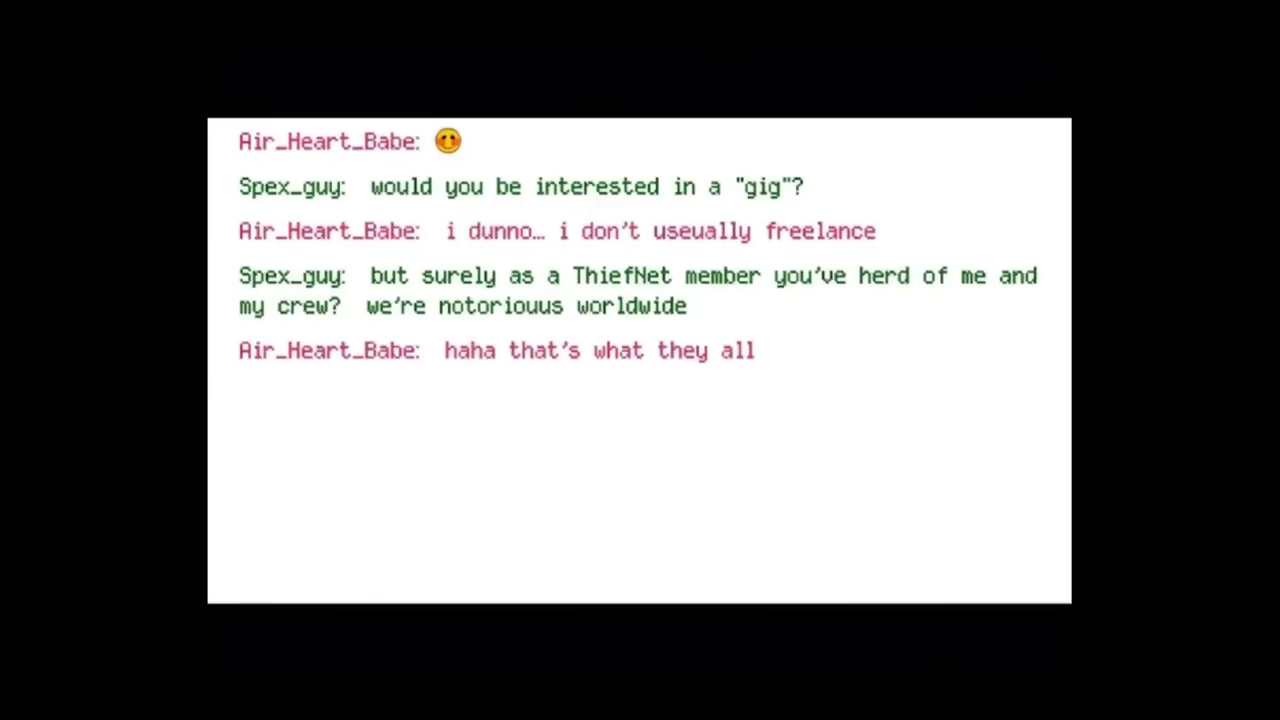 Air_Heart_Babe: 😊
Spex_guy: would you be interested in a "gig"?
Air_Heart_Babe: i dunno… i don't useually freelance
Spex_guy: but surely as a ThiefNet member you've herd of me and
my crew? we're notoriouus worldwide
Air_Heart_Babe: haha that's what they all